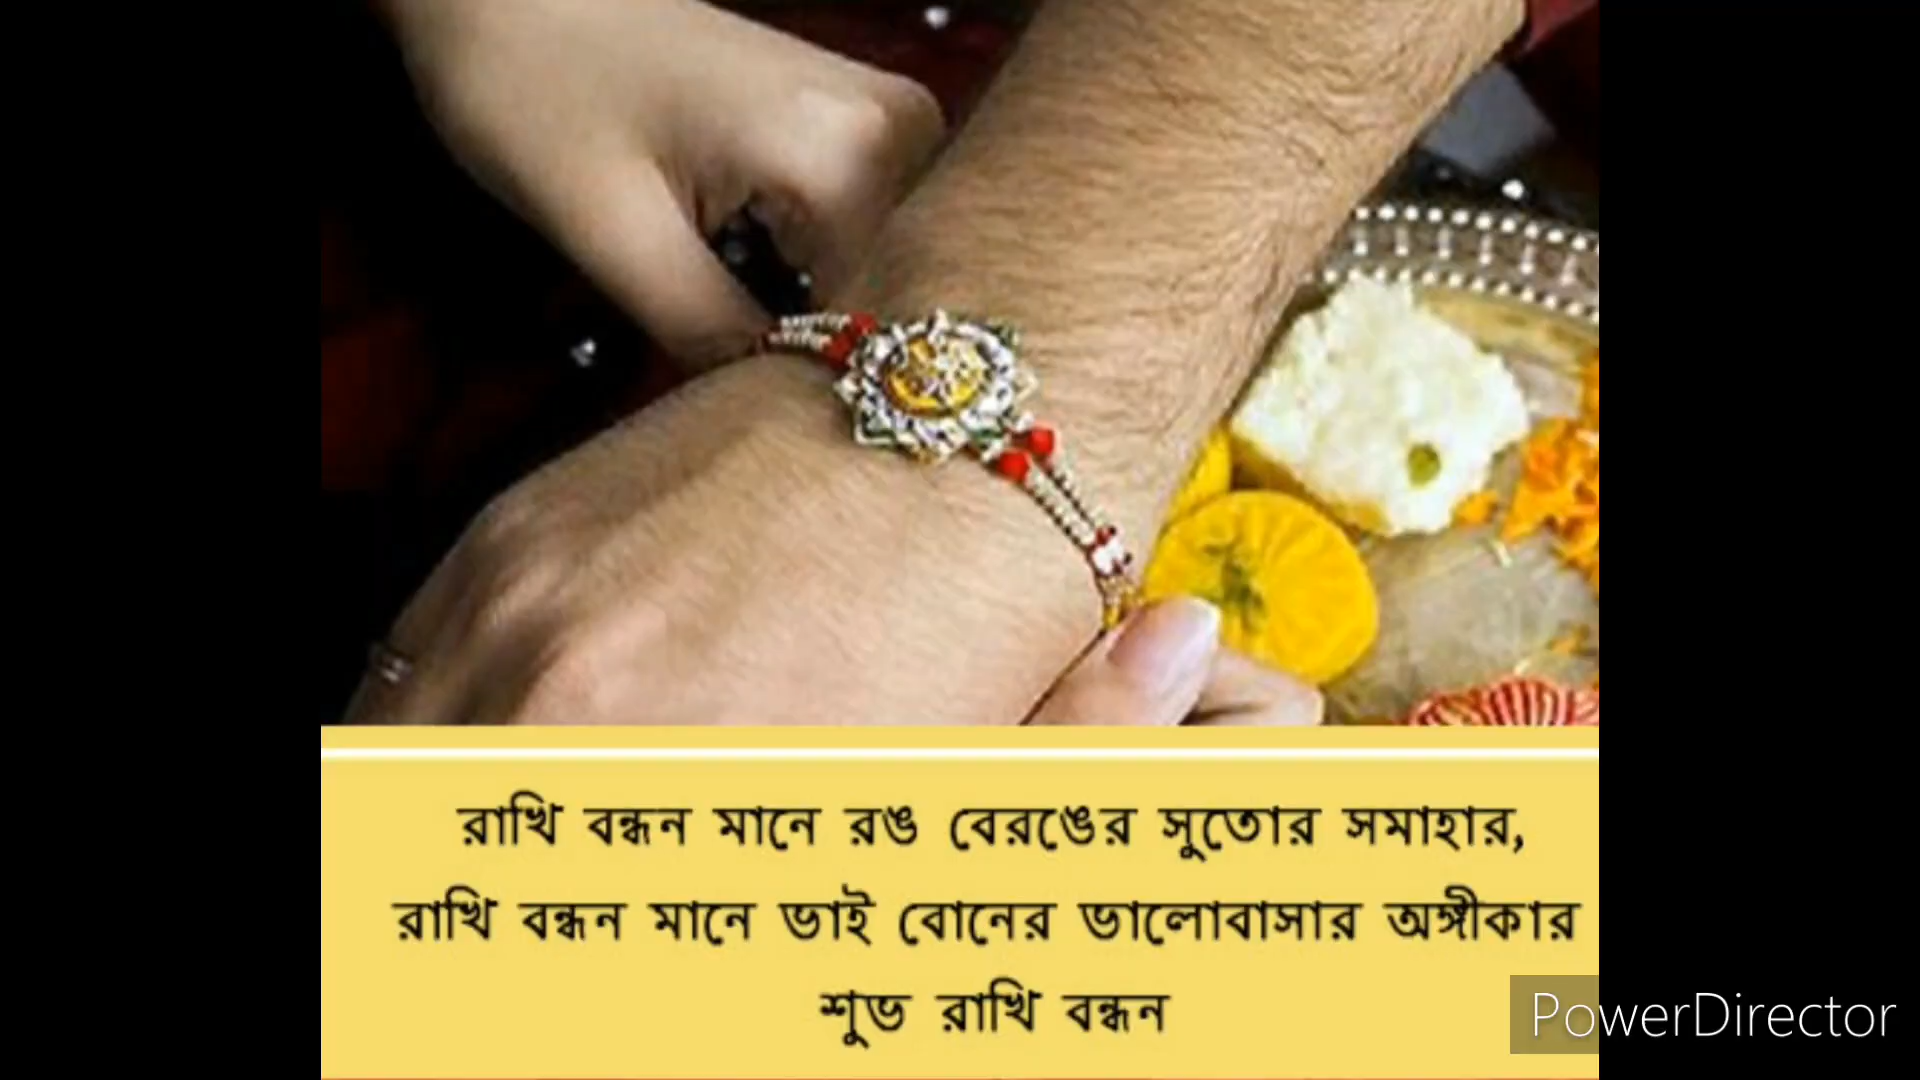 রাখি বন্ধন মানে রঙ বেরঙের সুতোর সমাহার,
রাখি বন্ধন মানে ভাই বোনের ভালোবাসার অঙ্গীকার
শুভ রাখি বন্ধন
PowerDirector